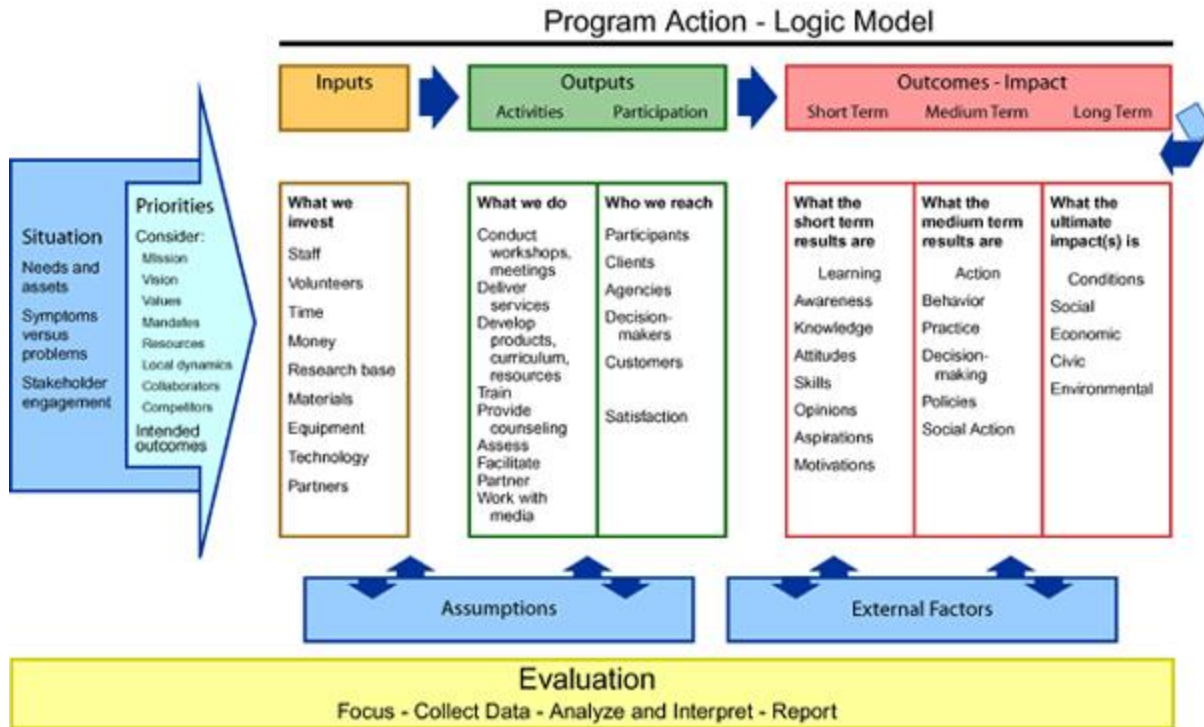 Program Action - Logic Model
Inputs
Outputs
Activities Participation
Outcomes - Impact
Short Term Medium Term Long Term
Situation
Needs and
assets
Symptoms
versus
problems
Stakeholder
engagement
Priorities
Consider:
Mission
Vision
Values
Mandates
Resources
Local dynamics
Collaborators
Competitors
Intended
outcomes
What we
invest
Staff
Volunteers
Time
Money
Research base
Materials
Equipment
Technology
Partners
What we do
Conduct
workshops,
meetings
Deliver
services
Develop
products,
curriculum,
resources
Train
Provide
counseling
Assess
Facilitate
Partner
Work with
media
Who we reach
Participants
Clients
Agencies
Decision-
makers
Customers
Satisfaction
What the
short term
results are
Learning
Awareness
Knowledge
Attitudes
Skills
Opinions
Aspirations
Motivations
What the
medium term
results are
Action
Behavior
Practice
Decision-
making
Policies
Social Action
What the
ultimate
impact(s) is
Conditions
Social
Economic
Civic
Environmental
Assumptions
External Factors
Evaluation
Focus - Collect Data - Analyze and Interpret - Report